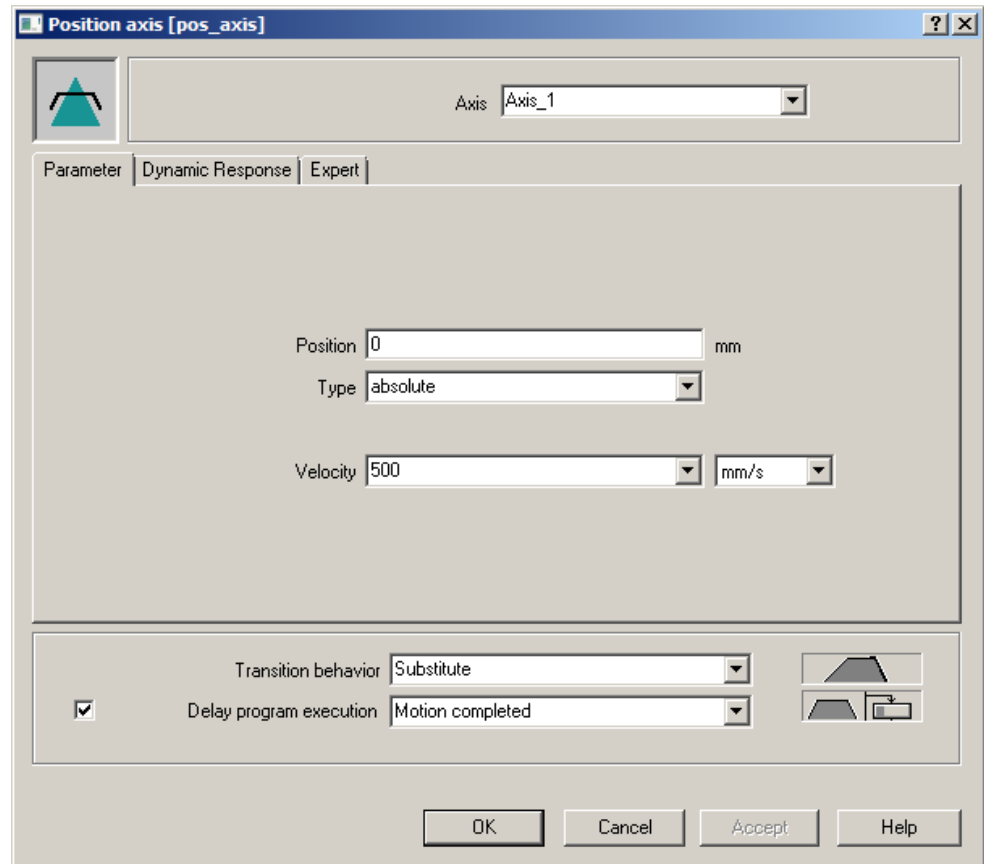 Position axis [pos_axis]
Axis Axis_1
Parameter Dynamic Response Expert
Position 0 mm
Type absolute
Velocity 500 mm/s
Transition behavior Substitute
Delay program execution Motion completed
OK Cancel Accept Help